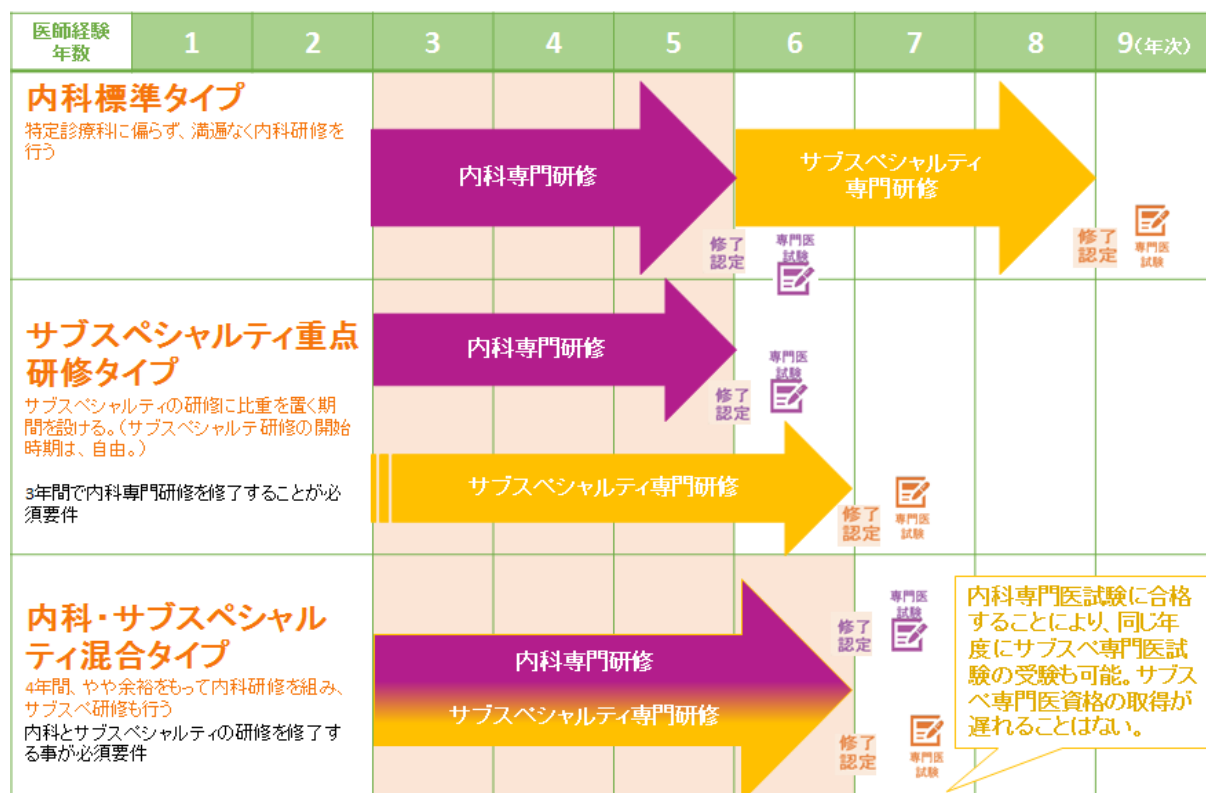 医師経験
年数
1
2
3
4
5
6
7
8
9(年次)
内科標準タイプ
特定診療科に偏らず、満遍なく内科研修を
行う
内科専門研修
サブスペシャルティ
専門研修
修了
認定
専門医
試験
修了
認定
専門医
試験
サブスペシャルティ重点
研修タイプ
サブスペシャルティの研修に比重を置く期
間を設ける。(サブスペシャルテ研修の開始
時期は、自由。)
3年間で内科専門研修を修了することが必
須要件
内科専門研修
修了
認定
専門医
試験
サブスペシャルティ専門研修
修了
認定
専門医
試験
内科・サブスペシャル
ティ混合タイプ
4年間、やや余裕をもって内科研修を組み、
サブスペ研修も行う
内科とサブスペシャルティの研修を修了す
る事が必須要件
内科専門研修
サブスペシャルティ専門研修
修了
認定
専門医
試験
修了
認定
専門医
試験
内科専門医試験に合格
することにより、同じ年
度にサブスペ専門医試
験の受験も可能。サブス
ペ専門医資格の取得が
遅れることはない。